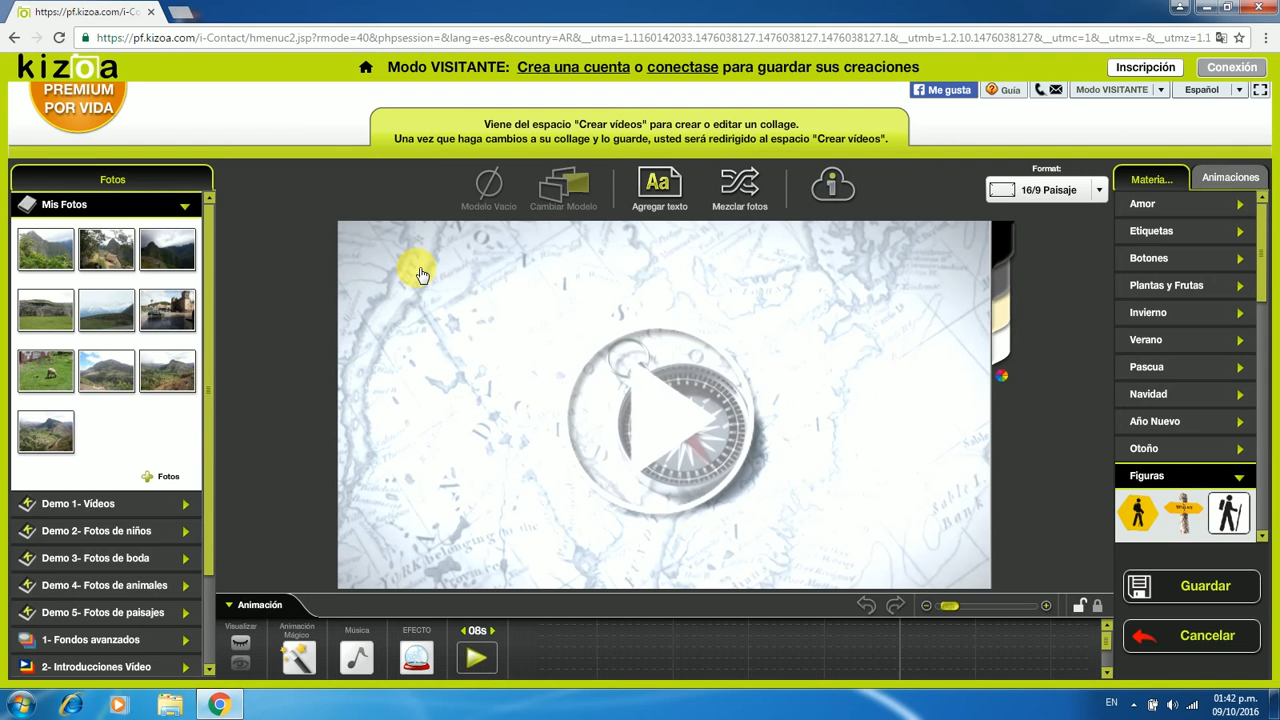 https://pf.kizoa.com/i-Co
https://pf.kizoa.com/i-Contact/hmenuc2.jsp?rmode=40&phpsession=&lang=es-es&country=AR&__utma=1.1160142033.1476038127.1476038127.1476038127.1&__utmb=1.2.10.1476038127&__utmc=1&__utmx=-&__utmz=1.1
kizoa
Modo VISITANTE: Crea una cuenta o conectase para guardar sus creaciones
Inscripción
Conexión
PREMIUM
POR VIDA
Me gusta
Guía
Modo VISITANTE
Español
Viene del espacio "Crear vídeos" para crear o editar un collage.
Una vez que haga cambios a su collage y lo guarde, usted será redirigido al espacio "Crear vídeos".
Fotos
Mis Fotos
Fotos
Demo 1- Vídeos
Demo 2- Fotos de niños
Demo 3- Fotos de boda
Demo 4- Fotos de animales
Demo 5- Fotos de paisajes
1- Fondos avanzados
2- Introducciones Vídeo
Modelo Vacio
Cambiar Modelo
Aa
Agregar texto
Mezclar fotos
Format:
16/9 Paisaje
Materia...
Animaciones
Amor
Etiquetas
Botones
Plantas y Frutas
Invierno
Verano
Pascua
Navidad
Año Nuevo
Otoño
Figuras
Guardar
Cancelar
Animación
Visualizar
Animación
Mágico
Música
EFECTO
08s
EN
01:42 p.m.
09/10/2016